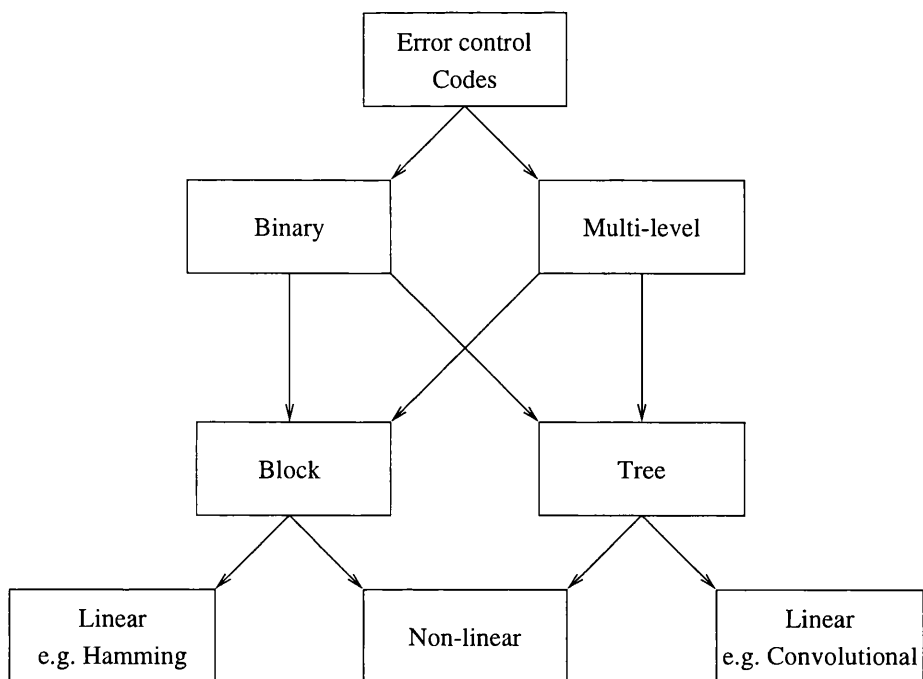 Error control
Codes
Binary
Multi-level
Block
Tree
Linear
e.g. Hamming
Non-linear
Linear
e.g. Convolutional